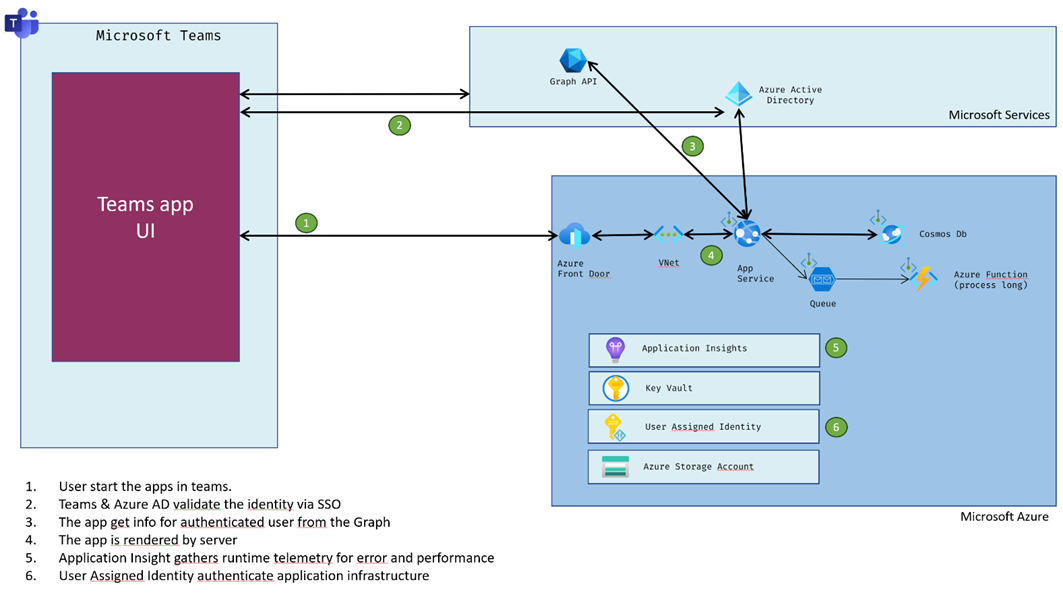 T
Microsoft Teams
Graph API
Azure Active
Directory
Microsoft Services
2
3
Teams app
UI
1
4
Azure
Front Door
VNet
App
Service
Cosmos Db
Queue
Azure Function
(process long)
Application Insights
5
Key Vault
User Assigned Identity
6
Azure Storage Account
Microsoft Azure
1. User start the apps in teams.
2. Teams & Azure AD validate the identity via SSO
3. The app get info for authenticated user from the Graph
4. The app is rendered by server
5. Application Insight gathers runtime telemetry for error and performance
6. User Assigned Identity authenticate application infrastructure